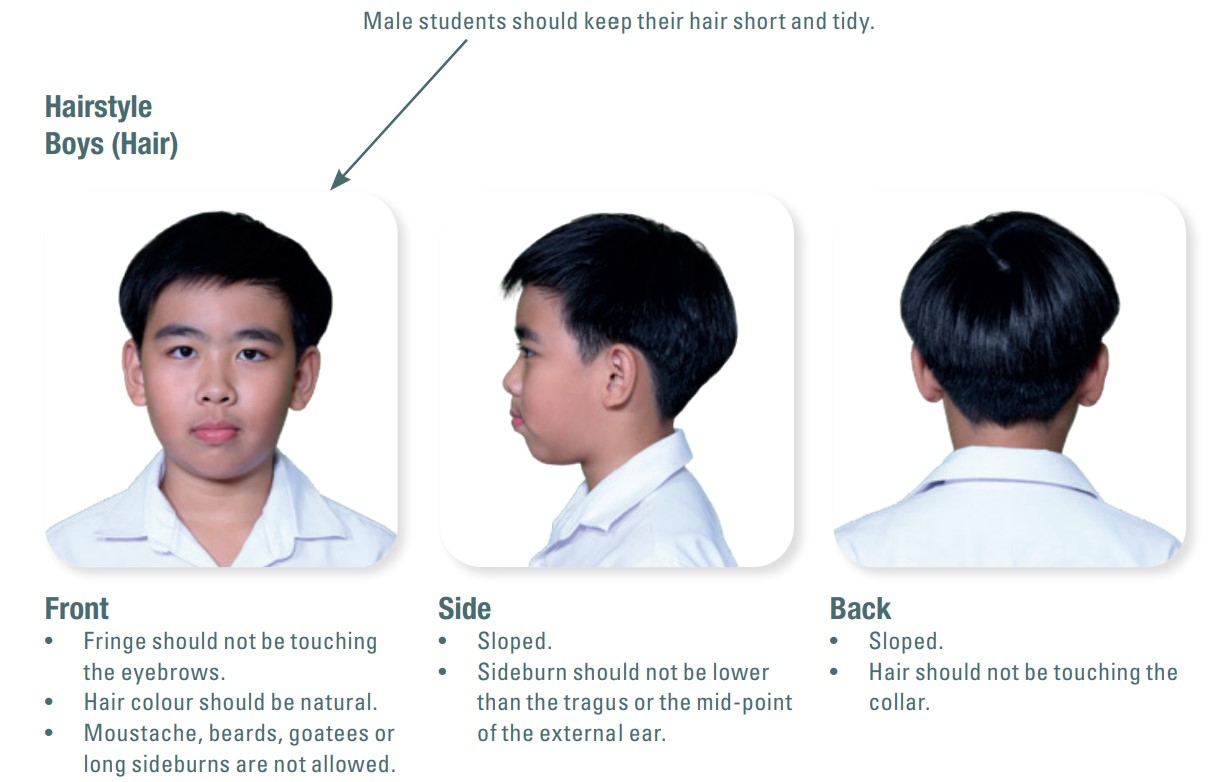 Male students should keep their hair short and tidy.
Hairstyle
Boys (Hair)
Front
• Fringe should not be touching
the eyebrows.
• Hair colour should be natural.
• Moustache, beards, goatees or
long sideburns are not allowed.
Side
• Sloped.
• Sideburn should not be lower
than the tragus or the mid-point
of the external ear.
Back
• Sloped.
• Hair should not be touching the
collar.